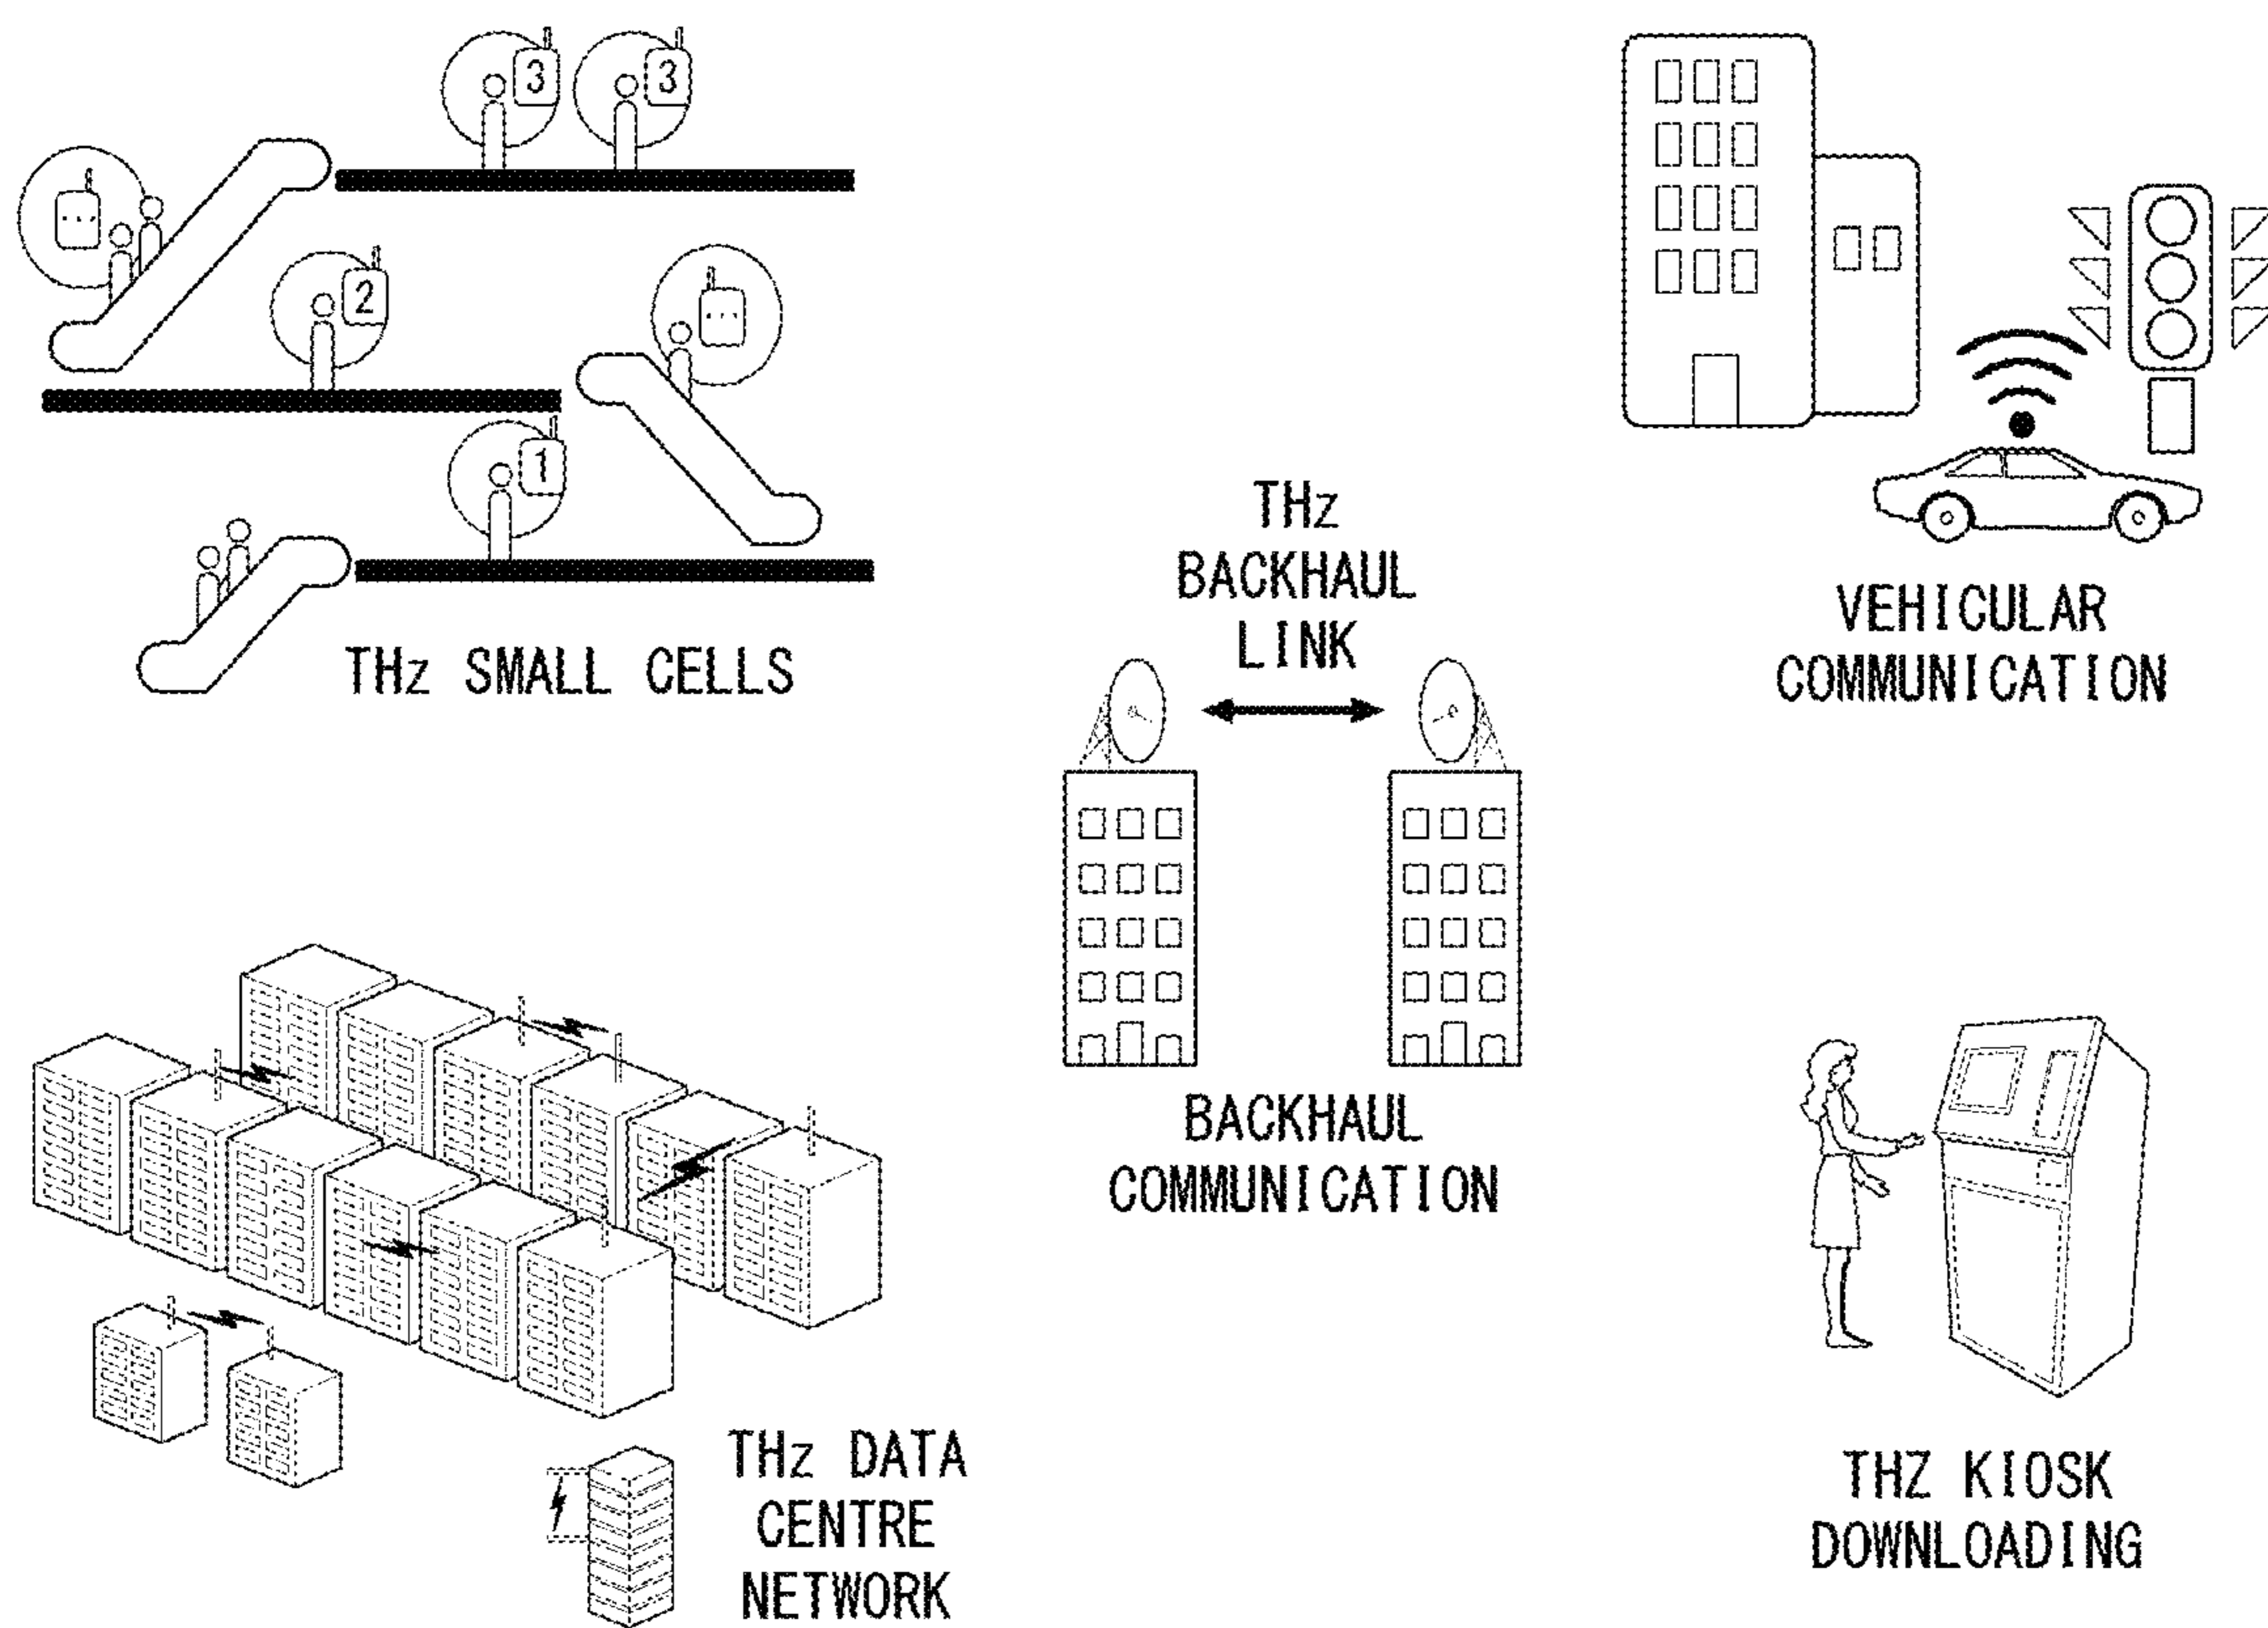 3
3
...
2
...
1
THz SMALL CELLS
THz
BACKHAUL
LINK
VEHICULAR
COMMUNICATION
BACKHAUL
COMMUNICATION
THz DATA
CENTRE
NETWORK
THZ KIOSK
DOWNLOADING